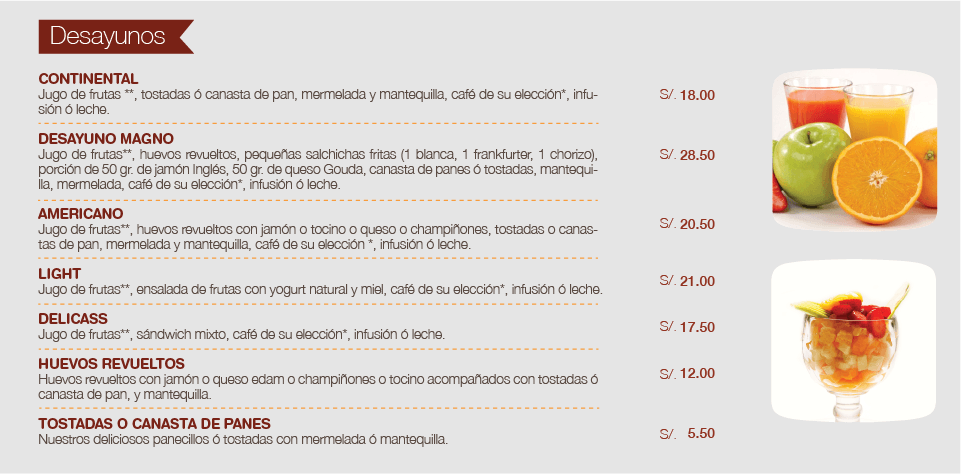 Desayunos
CONTINENTAL
Jugo de frutas **, tostadas ó canasta de pan, mermelada y mantequilla, café de su elección*, infu-
sión ó leche.
S/. 18.00
DESAYUNO MAGNO
Jugo de frutas**, huevos revueltos, pequeñas salchichas fritas (1 blanca, 1 frankfurter, 1 chorizo),
porción de 50 gr. de jamón Inglés, 50 gr. de queso Gouda, canasta de panes ó tostadas, mantequi-
lla, mermelada, café de su elección*, infusión ó leche.
S/. 28.50
AMERICANO
Jugo de frutas**, huevos revueltos con jamón o tocino o queso o champiñones, tostadas o canas-
tas de pan, mermelada y mantequilla, café de su elección *, infusión ó leche.
S/. 20.50
LIGHT
Jugo de frutas**, ensalada de frutas con yogurt natural y miel, café de su elección*, infusión ó leche.
S/. 21.00
DELICASS
Jugo de frutas**, sándwich mixto, café de su elección*, infusión ó leche.
S/. 17.50
HUEVOS REVUELTOS
Huevos revueltos con jamón o queso edam o champiñones o tocino acompañados con tostadas ó
canasta de pan, y mantequilla.
S/. 12.00
TOSTADAS O CANASTA DE PANES
Nuestros deliciosos panecillos ó tostadas con mermelada ó mantequilla.
S/. 5.50